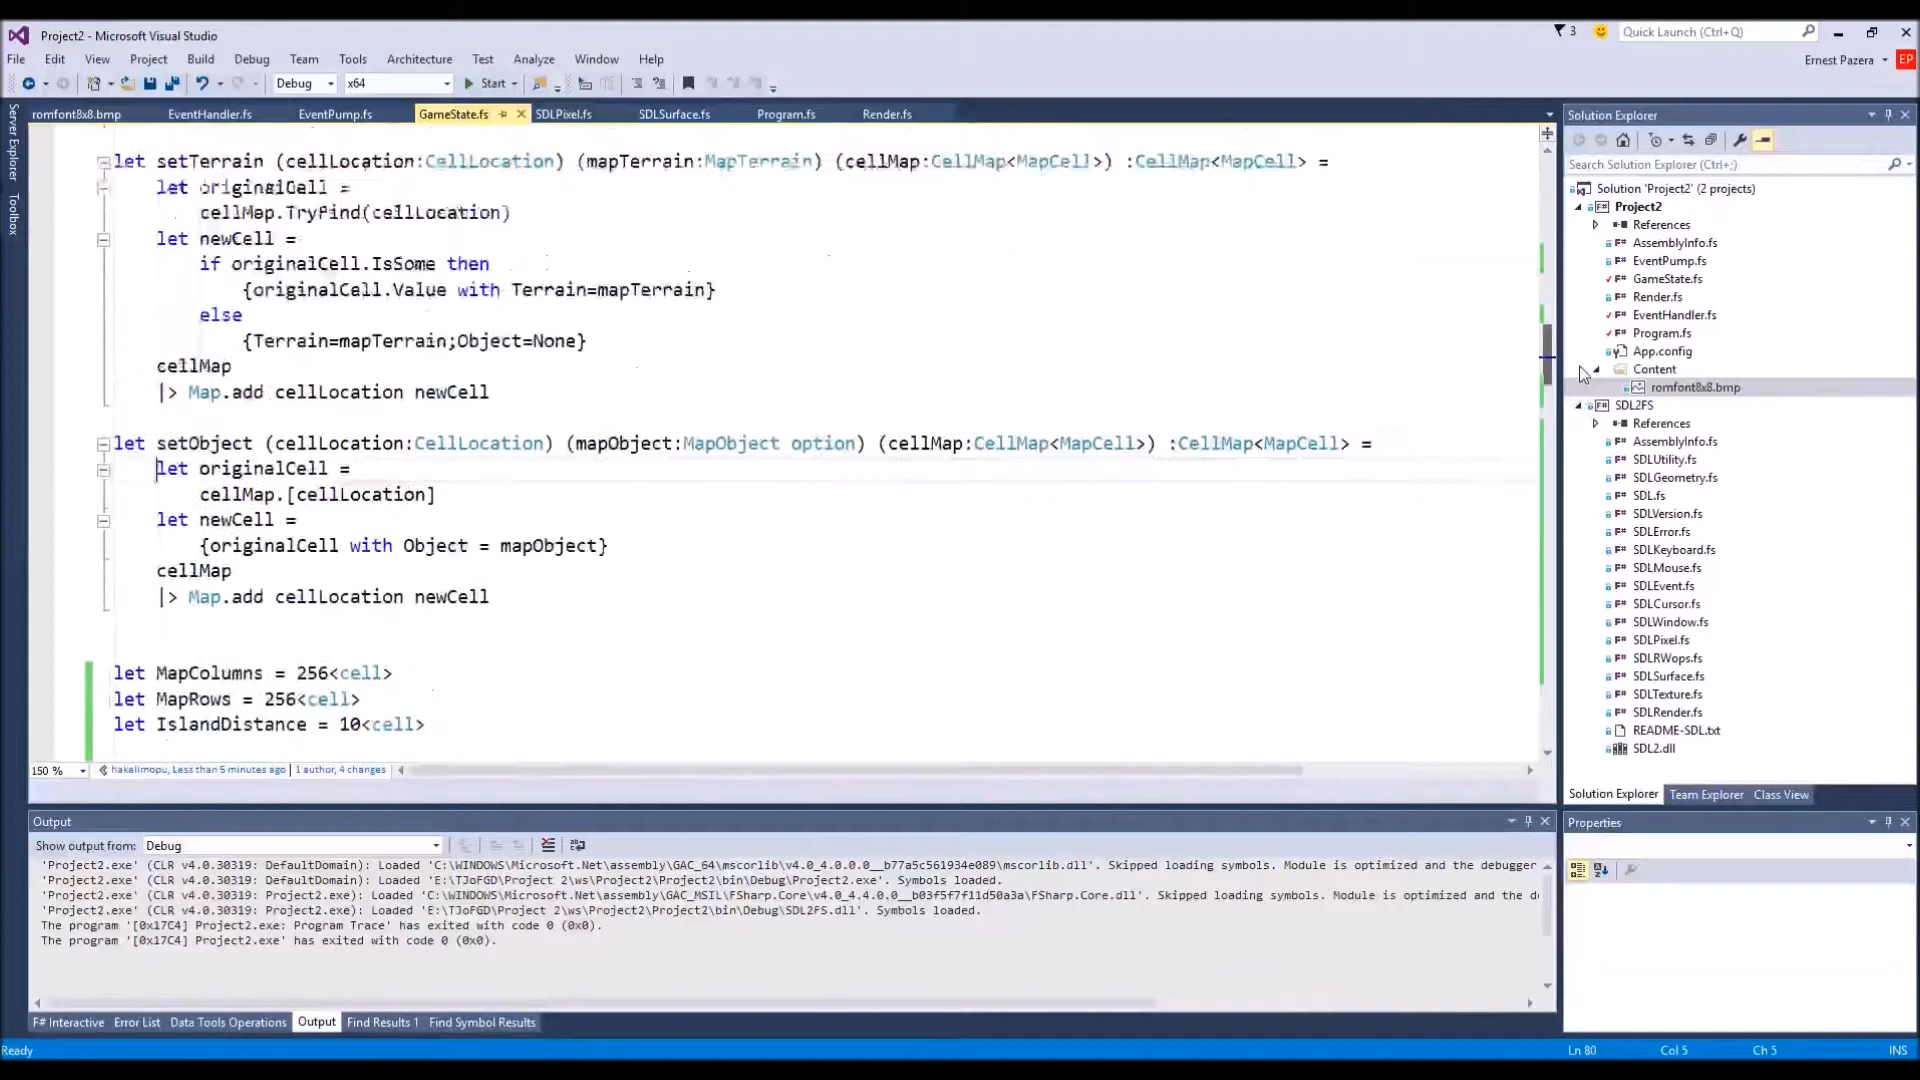 Project2 - Microsoft Visual Studio
3
Quick Launch (Ctrl+Q)
File Edit View Project Build Debug Team Tools Architecture Test Analyze Window Help
Ernest Pazera
EP
Debug x64 Start
romfont8x8.bmp EventHandler.fs EventPump.fs GameState.fs SDLPixel.fs SDLSurface.fs Program.fs Render.fs
Server Explorer
Toolbox
let setTerrain (cellLocation:CellLocation) (mapTerrain:MapTerrain) (cellMap:CellMap<MapCell>) :CellMap<MapCell> =
let originalCell =
cellMap.TryFind(cellLocation)
let newCell =
if originalCell.IsSome then
{originalCell.Value with Terrain=mapTerrain}
else
{Terrain=mapTerrain;Object=None}
cellMap
|> Map.add cellLocation newCell
let setObject (cellLocation:CellLocation) (mapObject:MapObject option) (cellMap:CellMap<MapCell>) :CellMap<MapCell> =
let originalCell =
cellMap.[cellLocation]
let newCell =
{originalCell with Object = mapObject}
cellMap
|> Map.add cellLocation newCell
let MapColumns = 256<cell>
let MapRows = 256<cell>
let IslandDistance = 10<cell>
150 % hakalimopu, Less than 5 minutes ago | 1 author, 4 changes
Solution Explorer
Search Solution Explorer (Ctrl+;)
Solution 'Project2' (2 projects)
Project2
References
AssemblyInfo.fs
EventPump.fs
GameState.fs
Render.fs
EventHandler.fs
Program.fs
App.config
Content
romfont8x8.bmp
SDL2FS
References
AssemblyInfo.fs
SDLUtility.fs
SDLGeometry.fs
SDL.fs
SDLVersion.fs
SDLError.fs
SDLKeyboard.fs
SDLMouse.fs
SDLEvent.fs
SDLCursor.fs
SDLWindow.fs
SDLPixel.fs
SDLRWops.fs
SDLSurface.fs
SDLTexture.fs
SDLRender.fs
README-SDL.txt
SDL2.dll
Solution Explorer Team Explorer Class View
Properties
Output
Show output from: Debug
'Project2.exe' (CLR v4.0.30319: DefaultDomain): Loaded 'C:\WINDOWS\Microsoft.Net\assembly\GAC_64\mscorlib\v4.0_4.0.0.0__b77a5c561934e089\mscorlib.dll'. Skipped loading symbols. Module is optimized and the debugger
'Project2.exe' (CLR v4.0.30319: DefaultDomain): Loaded 'E:\TJoFGD\Project 2\ws\Project2\Project2\bin\Debug\Project2.exe'. Symbols loaded.
'Project2.exe' (CLR v4.0.30319: Project2.exe): Loaded 'C:\WINDOWS\Microsoft.Net\assembly\GAC_MSIL\FSharp.Core\v4.0_4.4.0.0__b03f5f7f11d50a3a\FSharp.Core.dll'. Skipped loading symbols. Module is optimized and the d
'Project2.exe' (CLR v4.0.30319: Project2.exe): Loaded 'E:\TJoFGD\Project 2\ws\Project2\Project2\bin\Debug\SDL2FS.dll'. Symbols loaded.
The program '[0x17C4] Project2.exe: Program Trace' has exited with code 0 (0x0).
The program '[0x17C4] Project2.exe' has exited with code 0 (0x0).
F# Interactive Error List Data Tools Operations Output Find Results 1 Find Symbol Results
Ready Ln 80 Col 5 Ch 5 INS